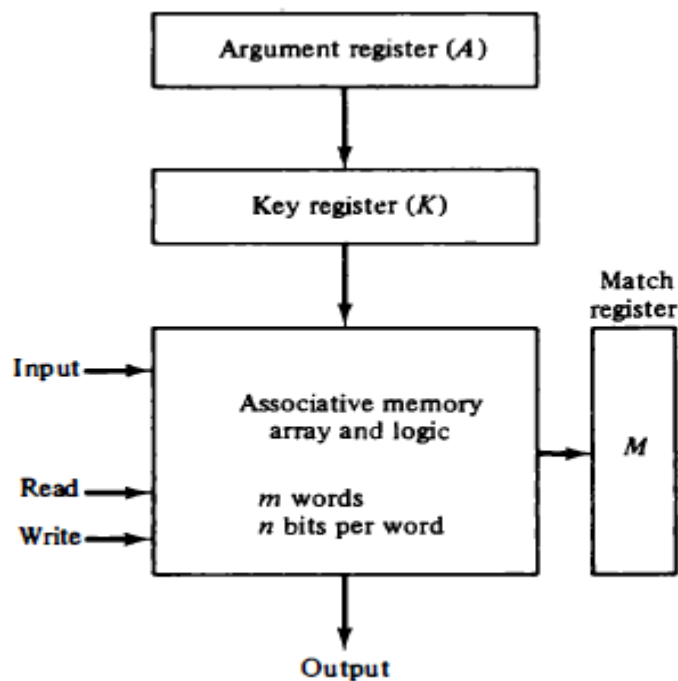 Argument register (A)
Key register (K)
Match
register
Input
Associative memory
array and logic
M
Read
m words
Write
n bits per word
Output